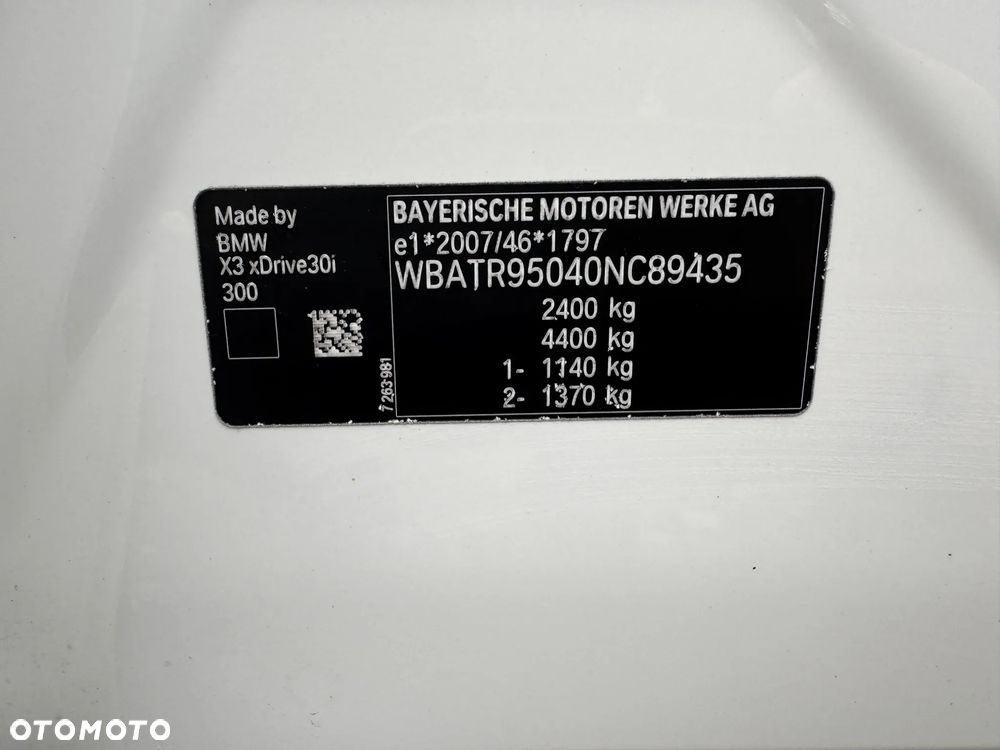 Made by
BMW
X3 xDrive30i
300
7 263 981
BAYERISCHE MOTOREN WERKE AG
e1*2007/46*1797
WBATR95040NC89435
2400 kg
4400 kg
1- 1140 kg
2- 1370 kg
OTOMOTO